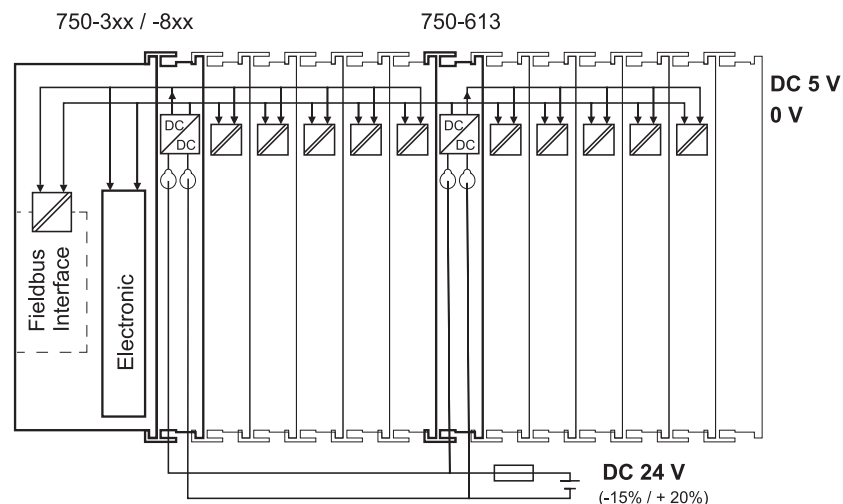 750-3xx / -8xx
750-613
DC 5 V
0 V
DC
DC
DC
DC
Fieldbus
Interface
Electronic
DC 24 V
(-15% / + 20%)